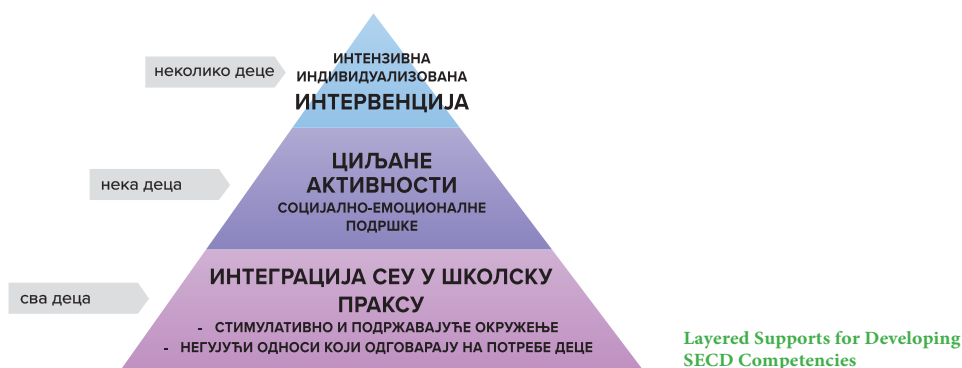 неколико деце
ИНТЕНЗИВНА
ИНДИВИДУАЛИЗОВАНА
ИНТЕРВЕНЦИЈА
нека деца
ЦИЉАНЕ
АКТИВНОСТИ
СОЦИЈАЛНО-ЕМОЦИОНАЛНЕ
ПОДРШКЕ
сва деца
ИНТЕГРАЦИЈА СЕУ У ШКОЛСКУ
ПРАКСУ
- СТИМУЛАТИВНО И ПОДРЖАВАЈУЋЕ ОКРУЖЕЊЕ
- НЕГУЈУЋИ ОДНОСИ КОЈИ ОДГОВАРАЈУ НА ПОТРЕБЕ ДЕЦЕ
Layered Supports for Developing
SECD Competencies